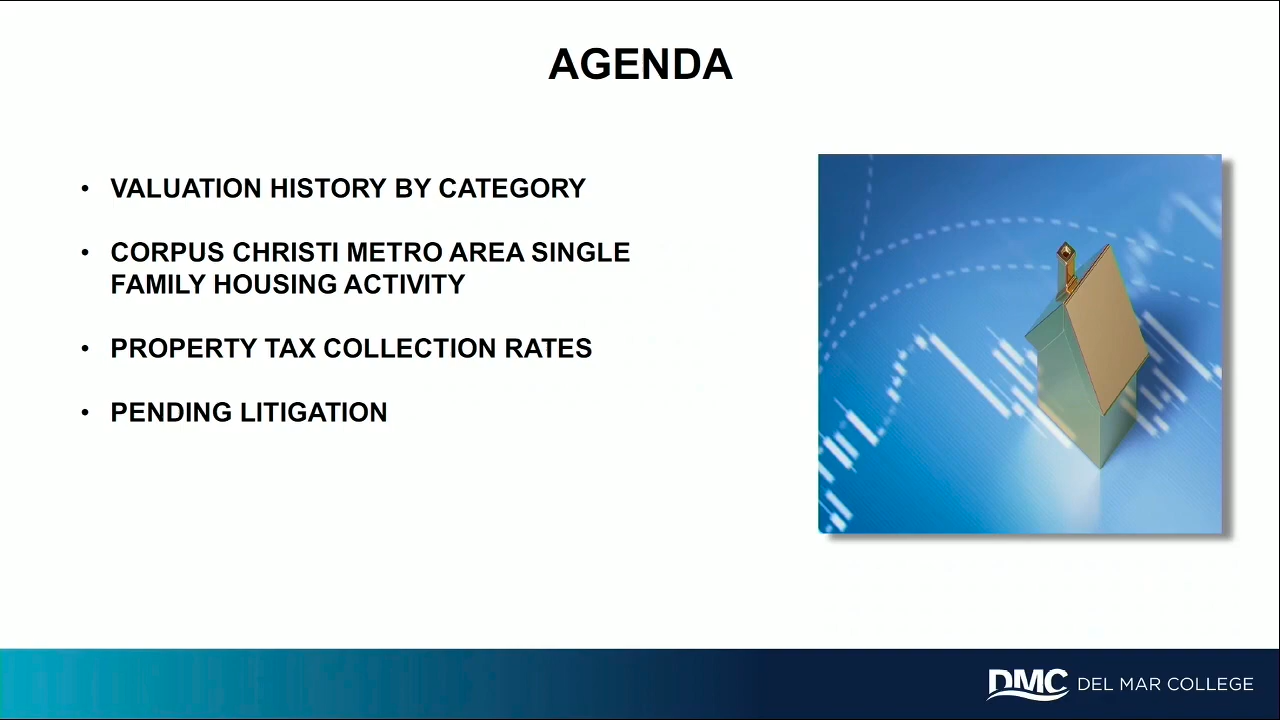 AGENDA
• VALUATION HISTORY BY CATEGORY
• CORPUS CHRISTI METRO AREA SINGLE
FAMILY HOUSING ACTIVITY
• PROPERTY TAX COLLECTION RATES
• PENDING LITIGATION
DMC DEL MAR COLLEGE